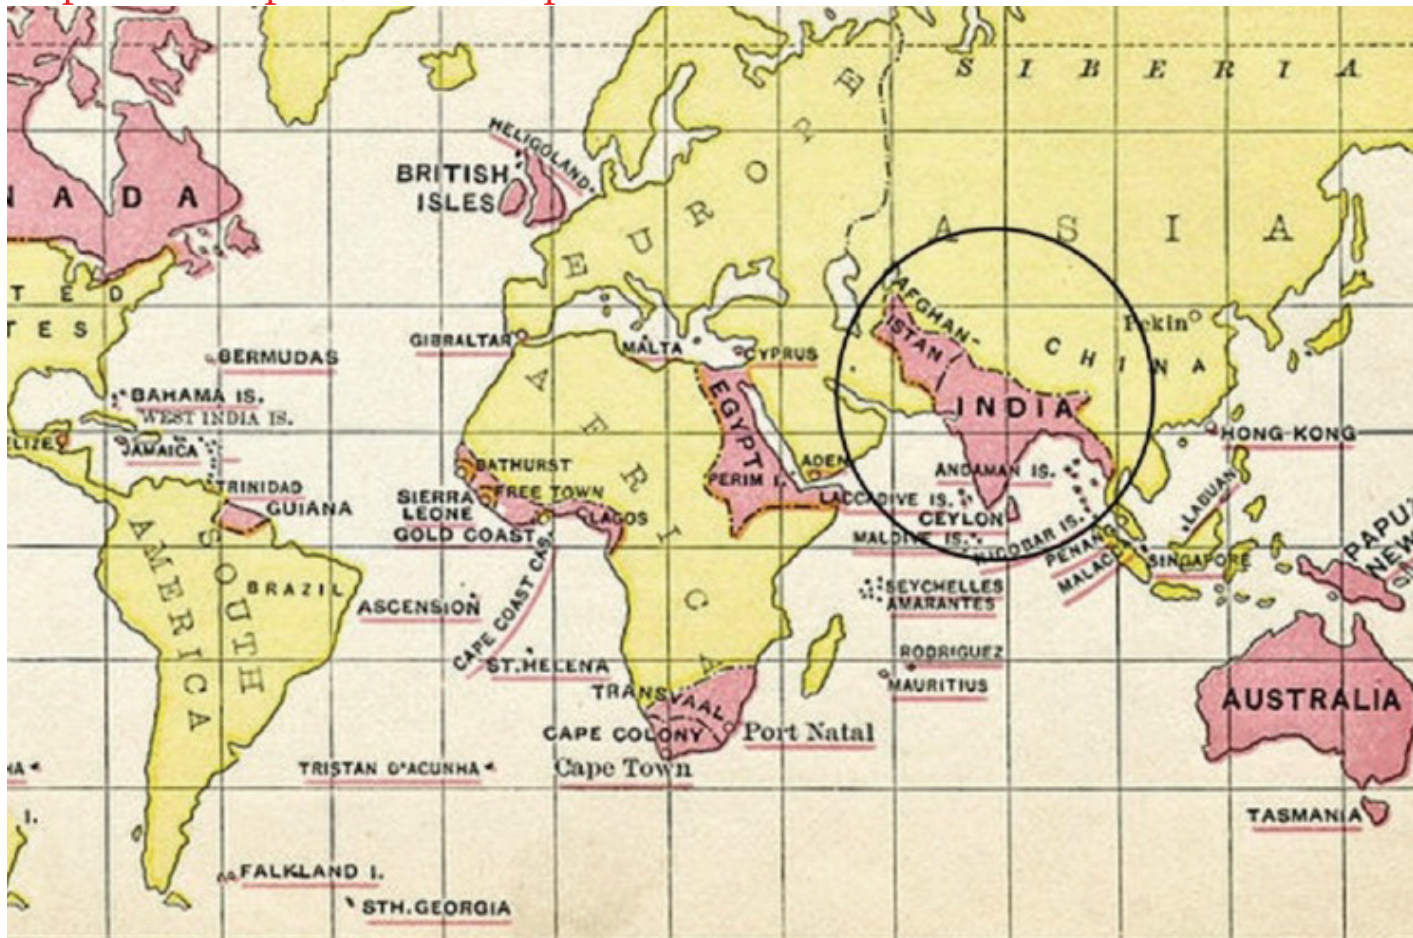 S I B E R I A
HELIGOLAND
BRITISH
ISLES
NADA
EUROPE
A S I A
TED
TES
AFGHAN-
ISTAN
CHINA
Pekin
GIBRALTAR
MALTA
CYPRUS
BERMUDAS
BAHAMA IS.
WEST INDIA IS.
ELIZE
JAMAICA
TRINIDAD
GUIANA
AFRICA
EGYPT
PERIM I.
ADEN
INDIA
HONG KONG
BATHURST
SIERRA
LEONE
FREE TOWN
GOLD COAST
LAGOS
CAPE COAST CAS.
ANDAMAN IS.
LACCADIVE IS.
CEYLON
MALDIVE IS.
NICOBAR IS.
PENANG
MALACCA
LABUAN
SINGAPORE
PAPU
NEW
SOUTH
AMERICA
BRAZIL
ASCENSION
ST. HELENA
SEYCHELLES
AMARANTES
RODRIGUEZ
MAURITIUS
TRANSVAAL
CAPE COLONY
Port Natal
Cape Town
AUSTRALIA
TASMANIA
TRISTAN D'ACUNHA
HA
I.
FALKLAND I.
STH. GEORGIA